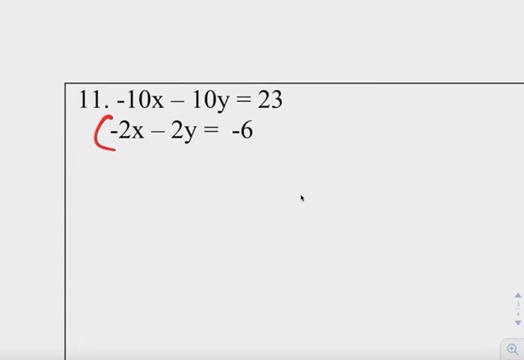 11. -10x – 10y = 23
(-2x – 2y = -6